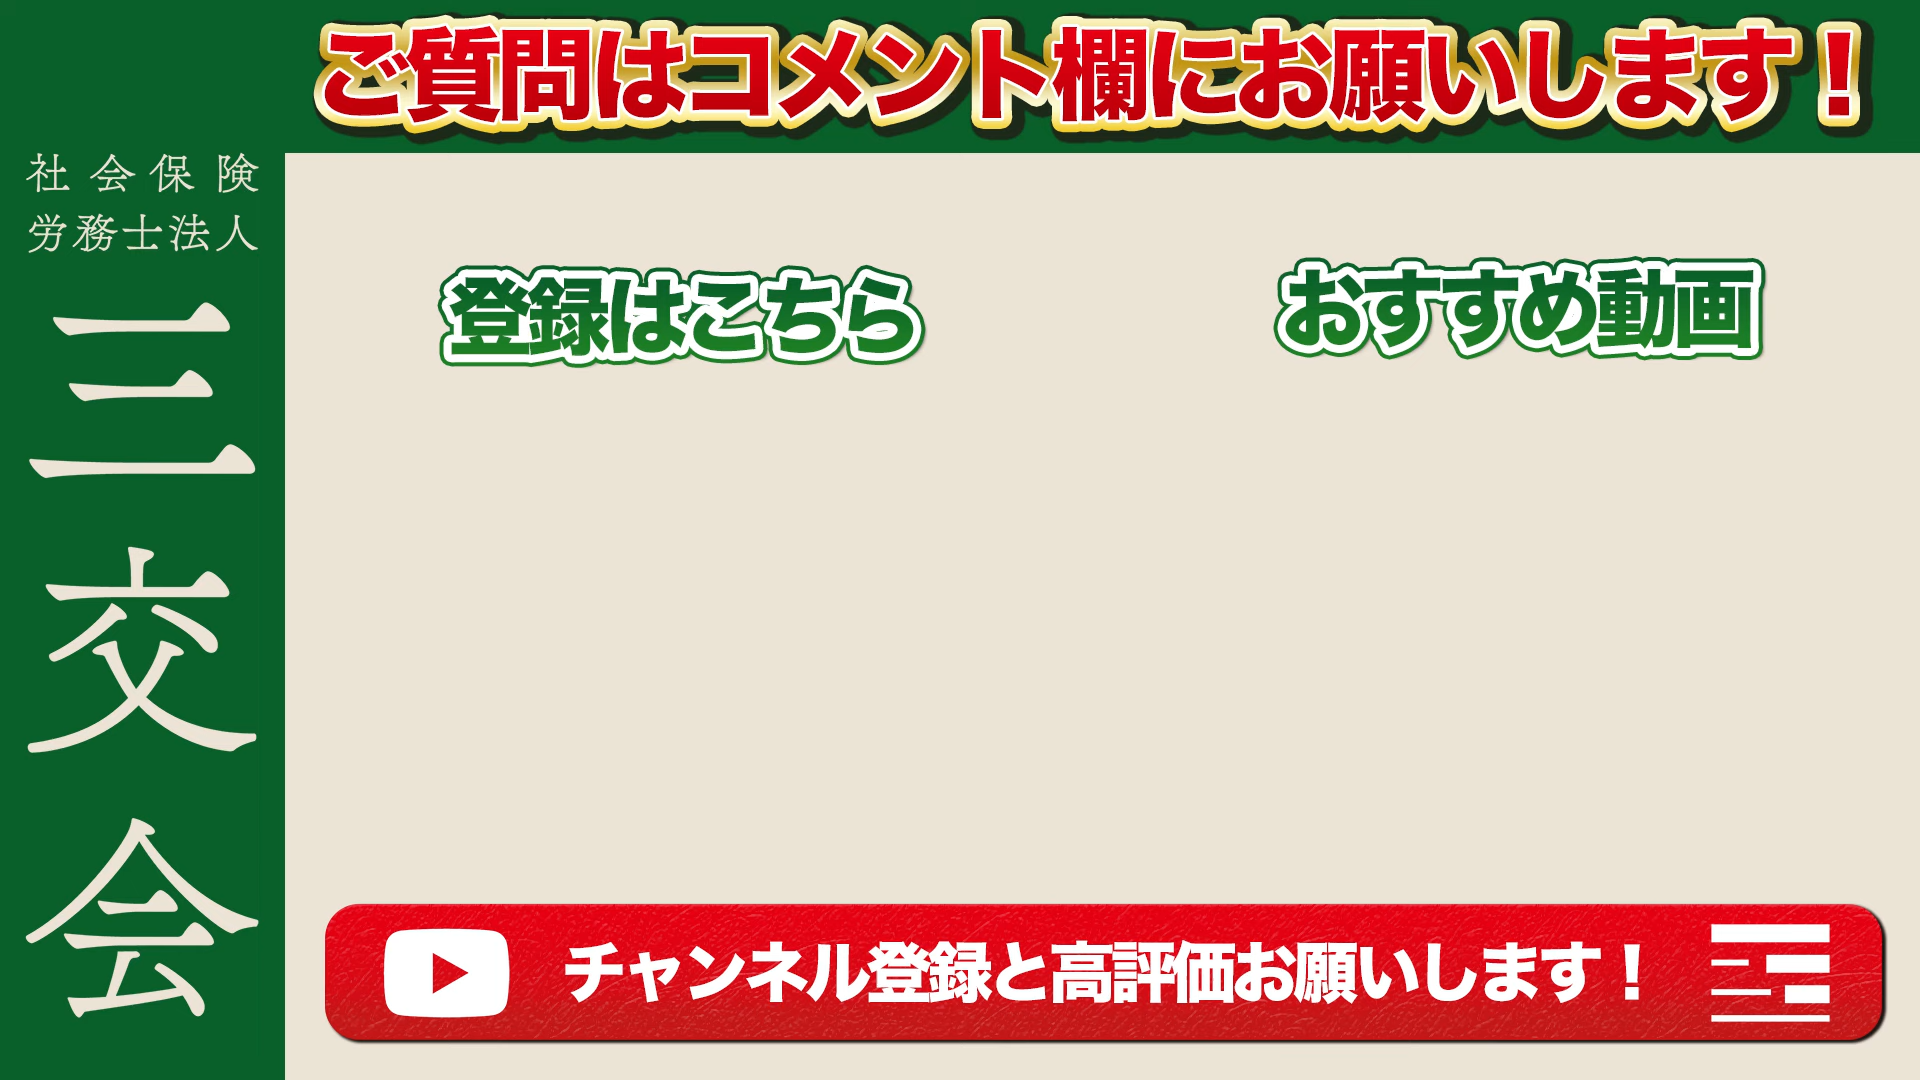 ご質問はコメント欄にお願いします！
社会保険
労務士法人
三交会
登録はこちら
おすすめ動画
チャンネル登録と高評価お願いします！